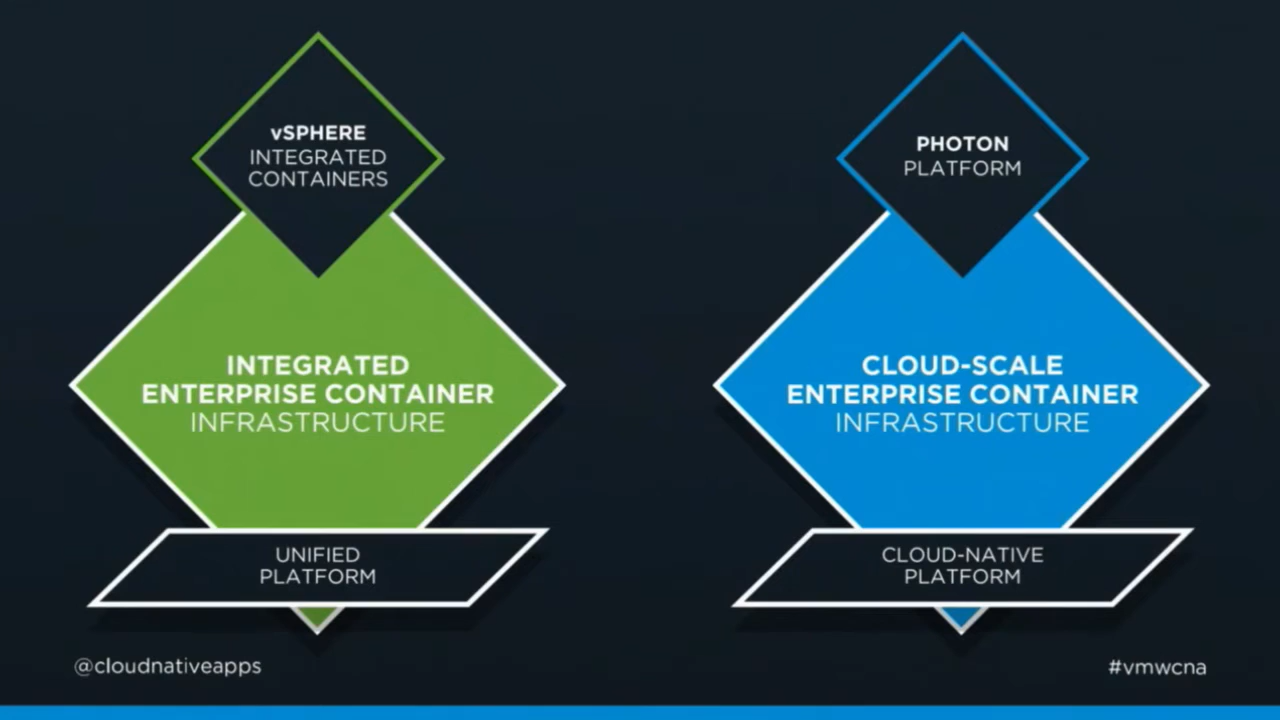 vSPHERE
INTEGRATED
CONTAINERS
INTEGRATED
ENTERPRISE CONTAINER
INFRASTRUCTURE
UNIFIED
PLATFORM
PHOTON
PLATFORM
CLOUD-SCALE
ENTERPRISE CONTAINER
INFRASTRUCTURE
CLOUD-NATIVE
PLATFORM
@cloudnativeapps
#vmwcna